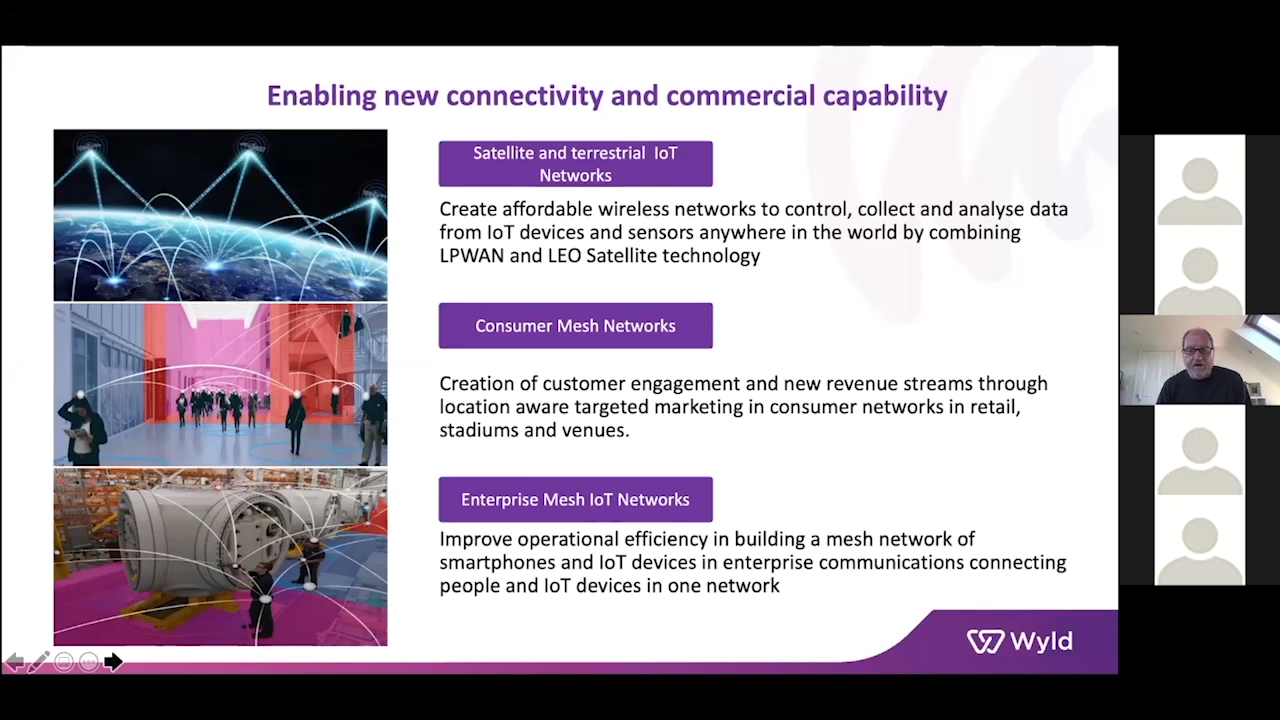 Enabling new connectivity and commercial capability
Satellite and terrestrial IoT
Networks
Create affordable wireless networks to control, collect and analyse data
from IoT devices and sensors anywhere in the world by combining
LPWAN and LEO Satellite technology
Consumer Mesh Networks
Creation of customer engagement and new revenue streams through
location aware targeted marketing in consumer networks in retail,
stadiums and venues.
Enterprise Mesh IoT Networks
Improve operational efficiency in building a mesh network of
smartphones and IoT devices in enterprise communications connecting
people and IoT devices in one network
Wyld